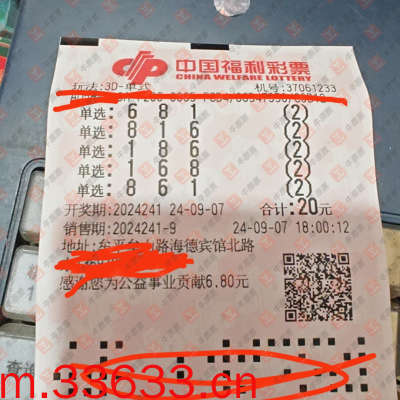 中国福利彩票
CHINA WELFARE LOTTERY
玩法:3D-单式 机号:37061233
单选: 6 8 1 (2)
单选: 8 1 6 (2)
单选: 1 8 6 (2)
单选: 1 6 8 (2)
单选: 8 6 1 (2)
开奖期:2024241 24-09-07 合计:20元
销售期:2024241-9 24-09-07 18:00:12
地址:牟平 路海德宾馆北路
感谢您为公益事业贡献6.80元
m.33633.cn